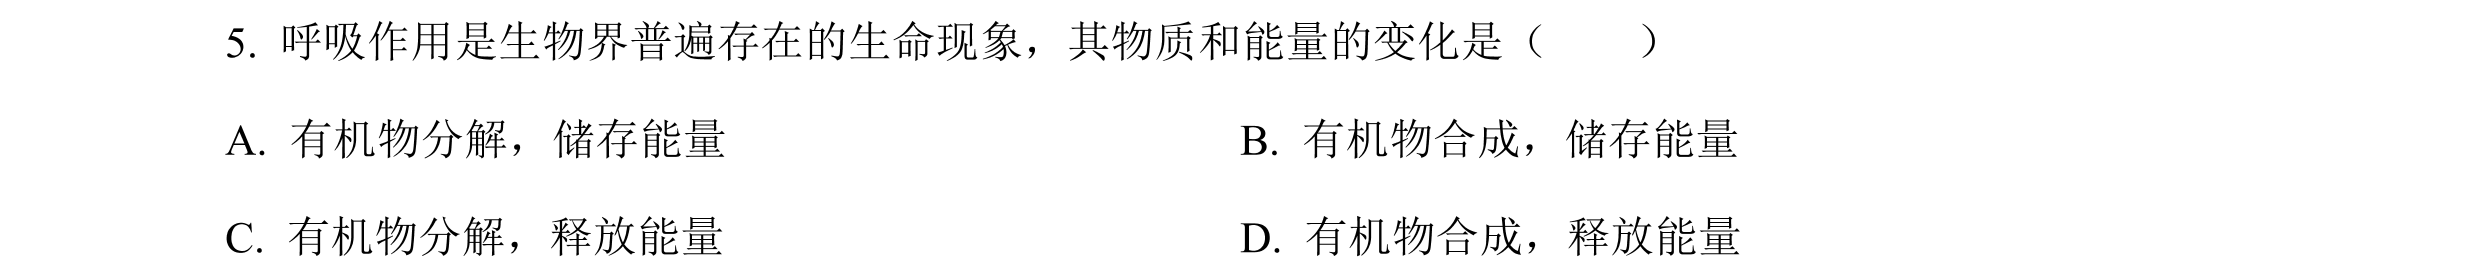 5. 呼吸作用是生物界普遍存在的生命现象，其物质和能量的变化是（　　）
A. 有机物分解，储存能量　　B. 有机物合成，储存能量
C. 有机物分解，释放能量　　D. 有机物合成，释放能量